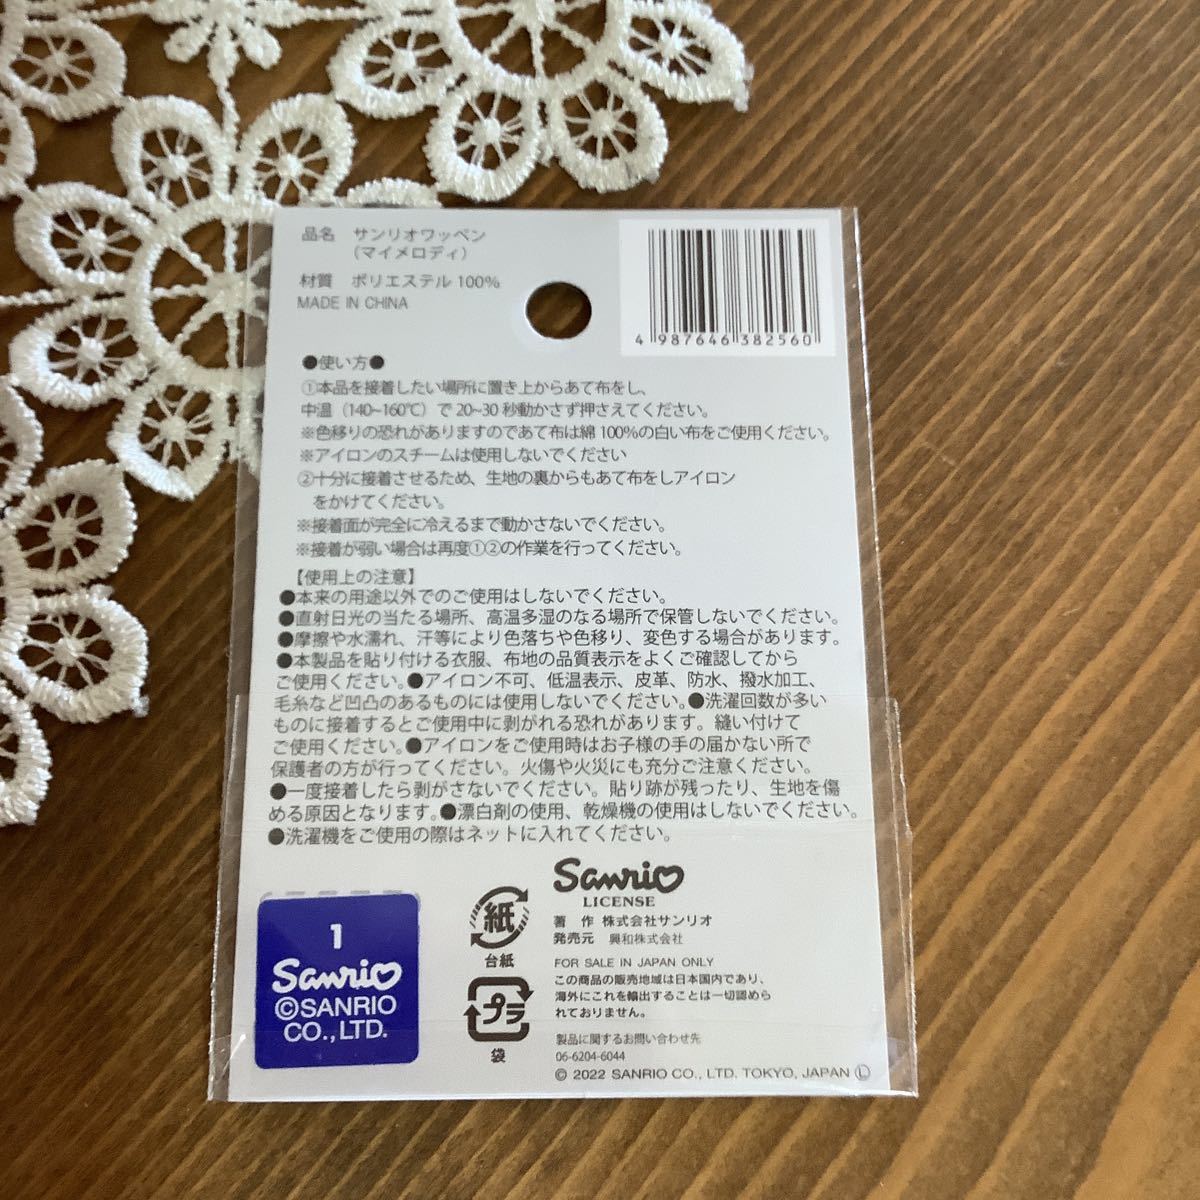 品名 サンリオワッペン
（マイメロディ）
材質 ポリエステル 100%
MADE IN CHINA
4 987646 382560
●使い方●
①本品を接着したい場所に置き上からあて布をし、
中温（140~160℃）で 20~30 秒動かさず押さえてください。
※色移りの恐れがありますのであて布は綿 100%の白い布をご使用ください。
※アイロンのスチームは使用しないでください
②十分に接着させるため、生地の裏からもあて布をしアイロン
をかけてください。
※接着面が完全に冷えるまで動かさないでください。
※接着が弱い場合は再度①②の作業を行ってください。
【使用上の注意】
●本来の用途以外でのご使用はしないでください。
●直射日光の当たる場所、高温多湿のなる場所で保管しないでください。
●摩擦や水濡れ、汗等により色落ちや色移り、変色する場合があります。
●本製品を貼り付ける衣服、布地の品質表示をよくご確認してから
ご使用ください。●アイロン不可、低温表示、皮革、防水、撥水加工、
毛糸など凹凸のあるものには使用しないでください。●洗濯回数が多い
ものに接着するとご使用中に剥がれる恐れがあります。縫い付けて
ご使用ください。●アイロンをご使用時はお子様の手の届かない所で
保護者の方が行ってください。火傷や火災にも充分ご注意ください。
●一度接着したら剥がさないでください。貼り跡が残ったり、生地を傷
める原因となります。●漂白剤の使用、乾燥機の使用はしないでください。
●洗濯機をご使用の際はネットに入れてください。
1
Sanrio
©SANRIO
CO., LTD.
紙
台紙
プラ
袋
Sanrio
LICENSE
著 作 株式会社サンリオ
発売元 興和株式会社
FOR SALE IN JAPAN ONLY
この商品の販売地域は日本国内であり、
海外にこれを輸出することは一切認めら
れておりません。
製品に関するお問い合わせ先
06-6204-6044
© 2022 SANRIO CO., LTD. TOKYO, JAPAN Ⓛ